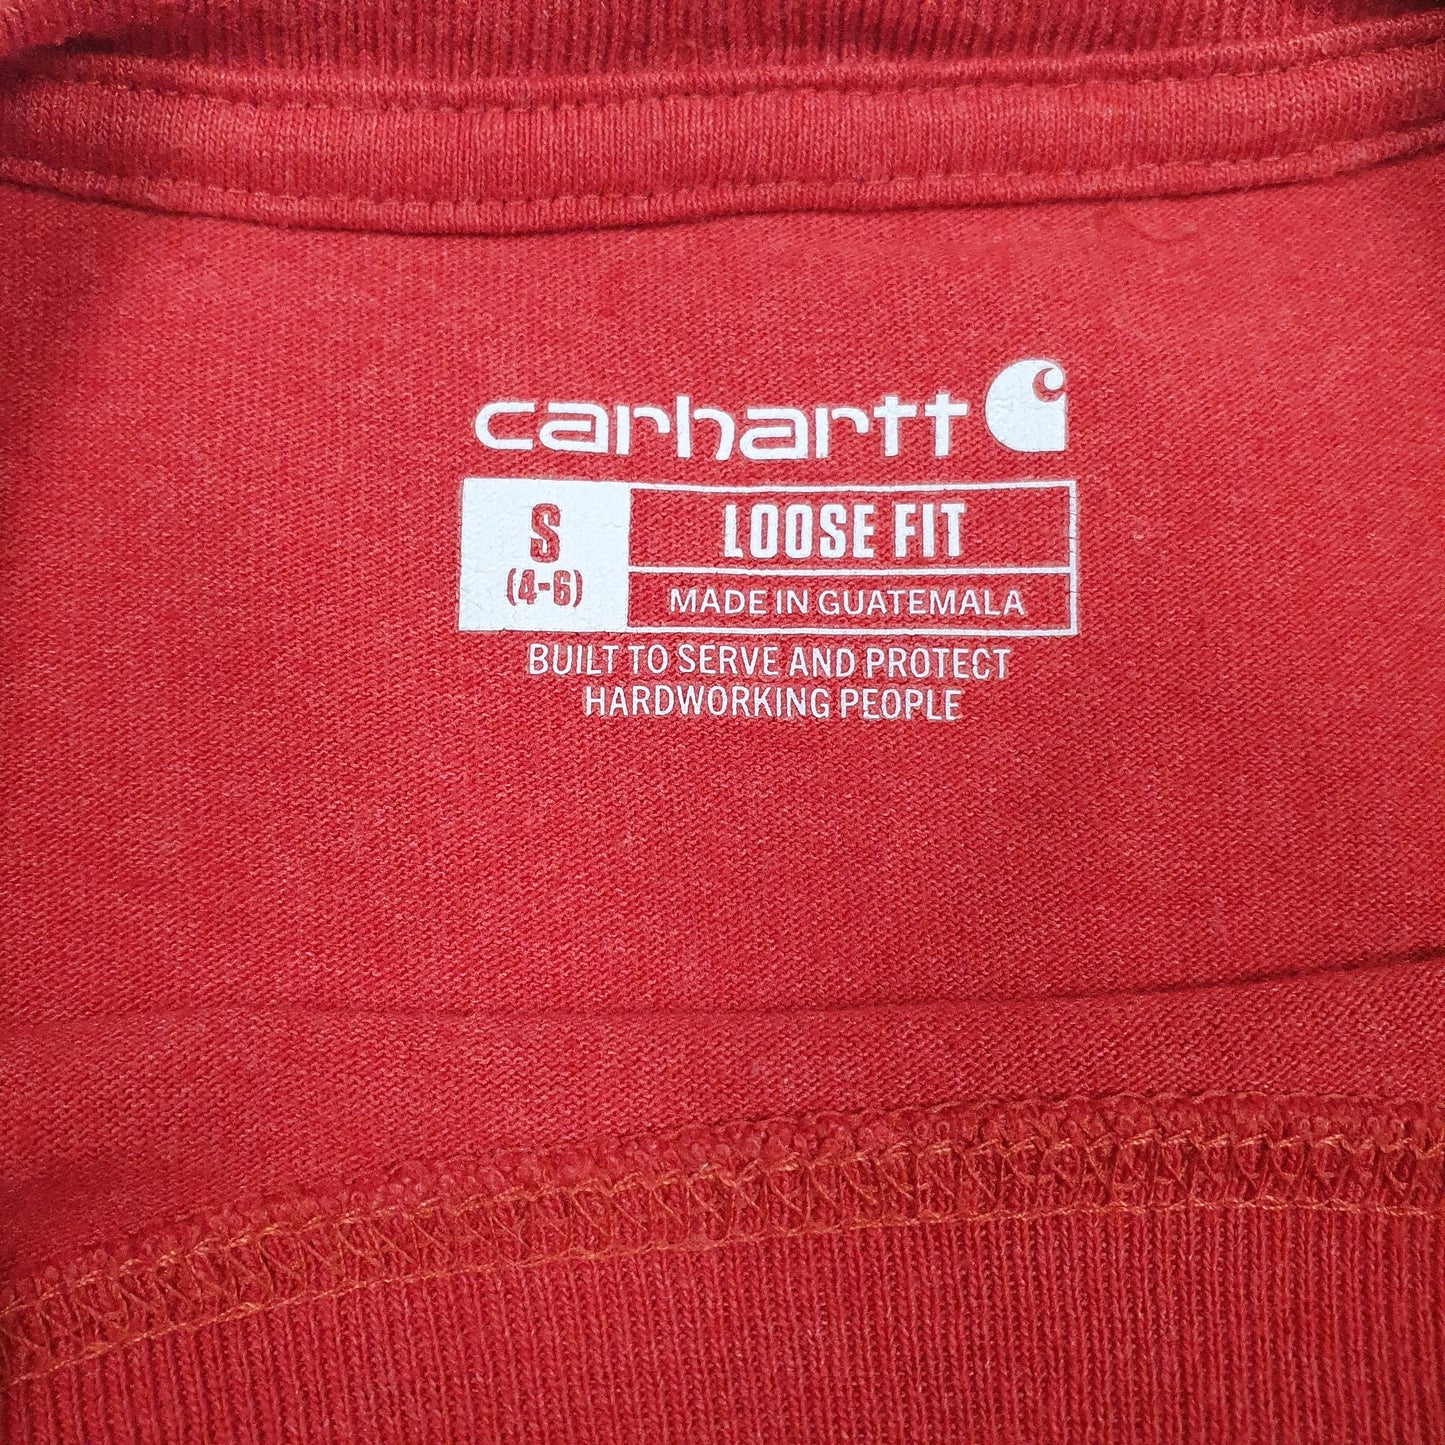 carhartt
S
(4-6)
LOOSE FIT
MADE IN GUATEMALA
BUILT TO SERVE AND PROTECT
HARDWORKING PEOPLE